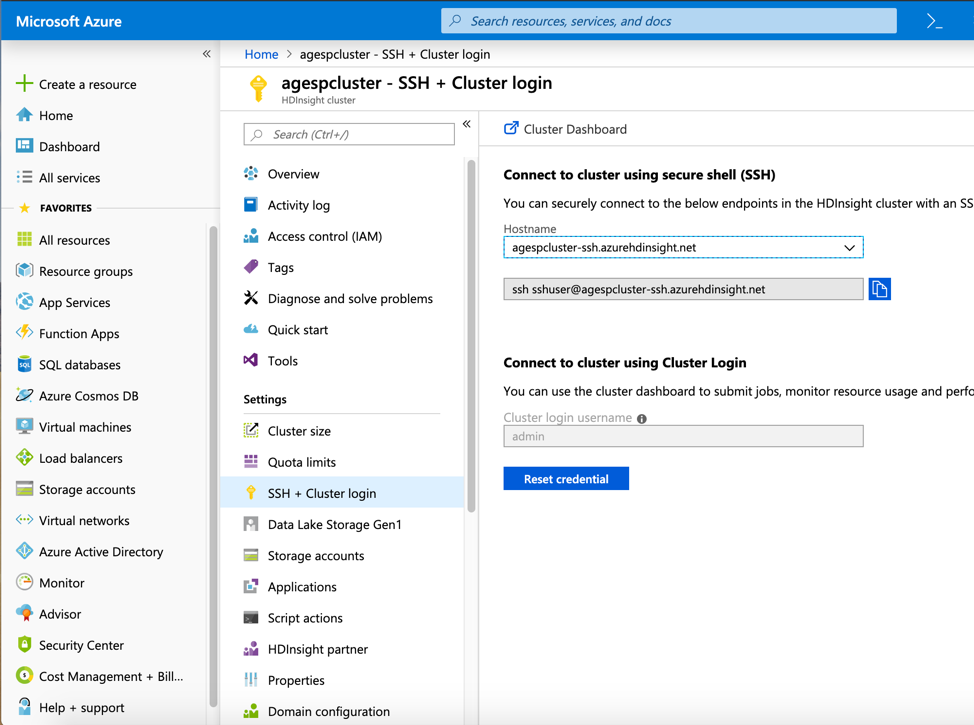 Microsoft Azure
Search resources, services, and docs
Create a resource
Home
Dashboard
All services
FAVORITES
All resources
Resource groups
App Services
Function Apps
SQL databases
Azure Cosmos DB
Virtual machines
Load balancers
Storage accounts
Virtual networks
Azure Active Directory
Monitor
Advisor
Security Center
Cost Management + Bill...
Help + support
Home > agespcluster - SSH + Cluster login
agespcluster - SSH + Cluster login
HDInsight cluster
Search (Ctrl+/)
Overview
Activity log
Access control (IAM)
Tags
Diagnose and solve problems
Quick start
Tools
Settings
Cluster size
Quota limits
SSH + Cluster login
Data Lake Storage Gen1
Storage accounts
Applications
Script actions
HDInsight partner
Properties
Domain configuration
Cluster Dashboard
Connect to cluster using secure shell (SSH)
You can securely connect to the below endpoints in the HDInsight cluster with an SS
Hostname
agespcluster-ssh.azurehdinsight.net
ssh sshuser@agespcluster-ssh.azurehdinsight.net
Connect to cluster using Cluster Login
You can use the cluster dashboard to submit jobs, monitor resource usage and perfo
Cluster login username
admin
Reset credential